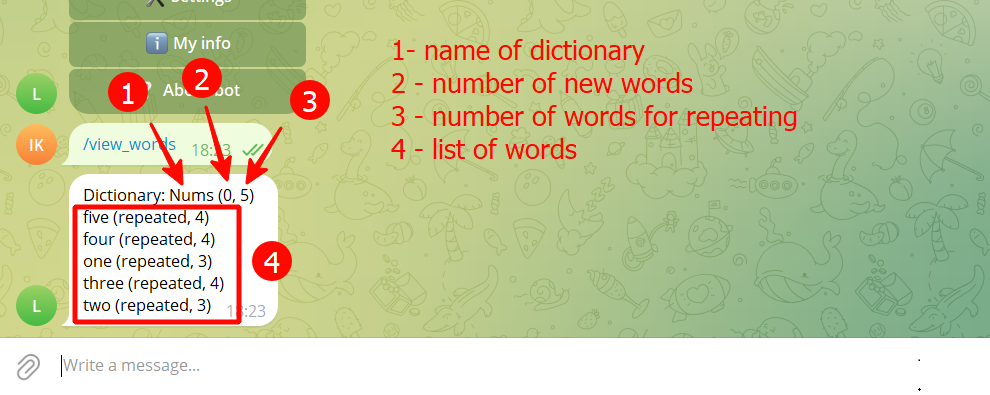 Settings
My info
About bot
L
IK
/view_words
18:23
Dictionary: Nums (0, 5)
five (repeated, 4)
four (repeated, 4)
one (repeated, 3)
three (repeated, 4)
two (repeated, 3)
18:23
L
1
2
3
4
1- name of dictionary
2 - number of new words
3 - number of words for repeating
4 - list of words
Write a message...